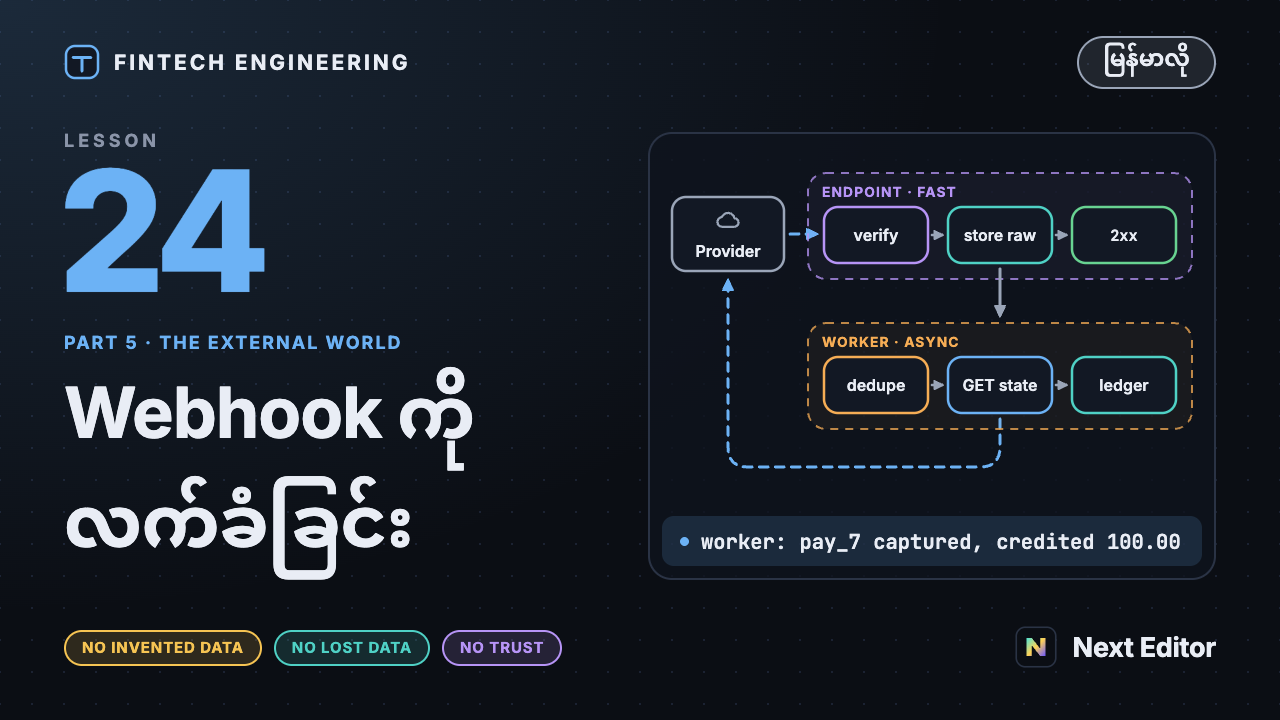 FINTECH ENGINEERING
မြန်မာလို
LESSON
24
PART 5 · THE EXTERNAL WORLD
Webhook ကို
လက်ခံခြင်း
NO INVENTED DATA
NO LOST DATA
NO TRUST
Provider
ENDPOINT · FAST
verify
store raw
2xx
WORKER · ASYNC
dedupe
GET state
ledger
worker: pay_7 captured, credited 100.00
Next Editor